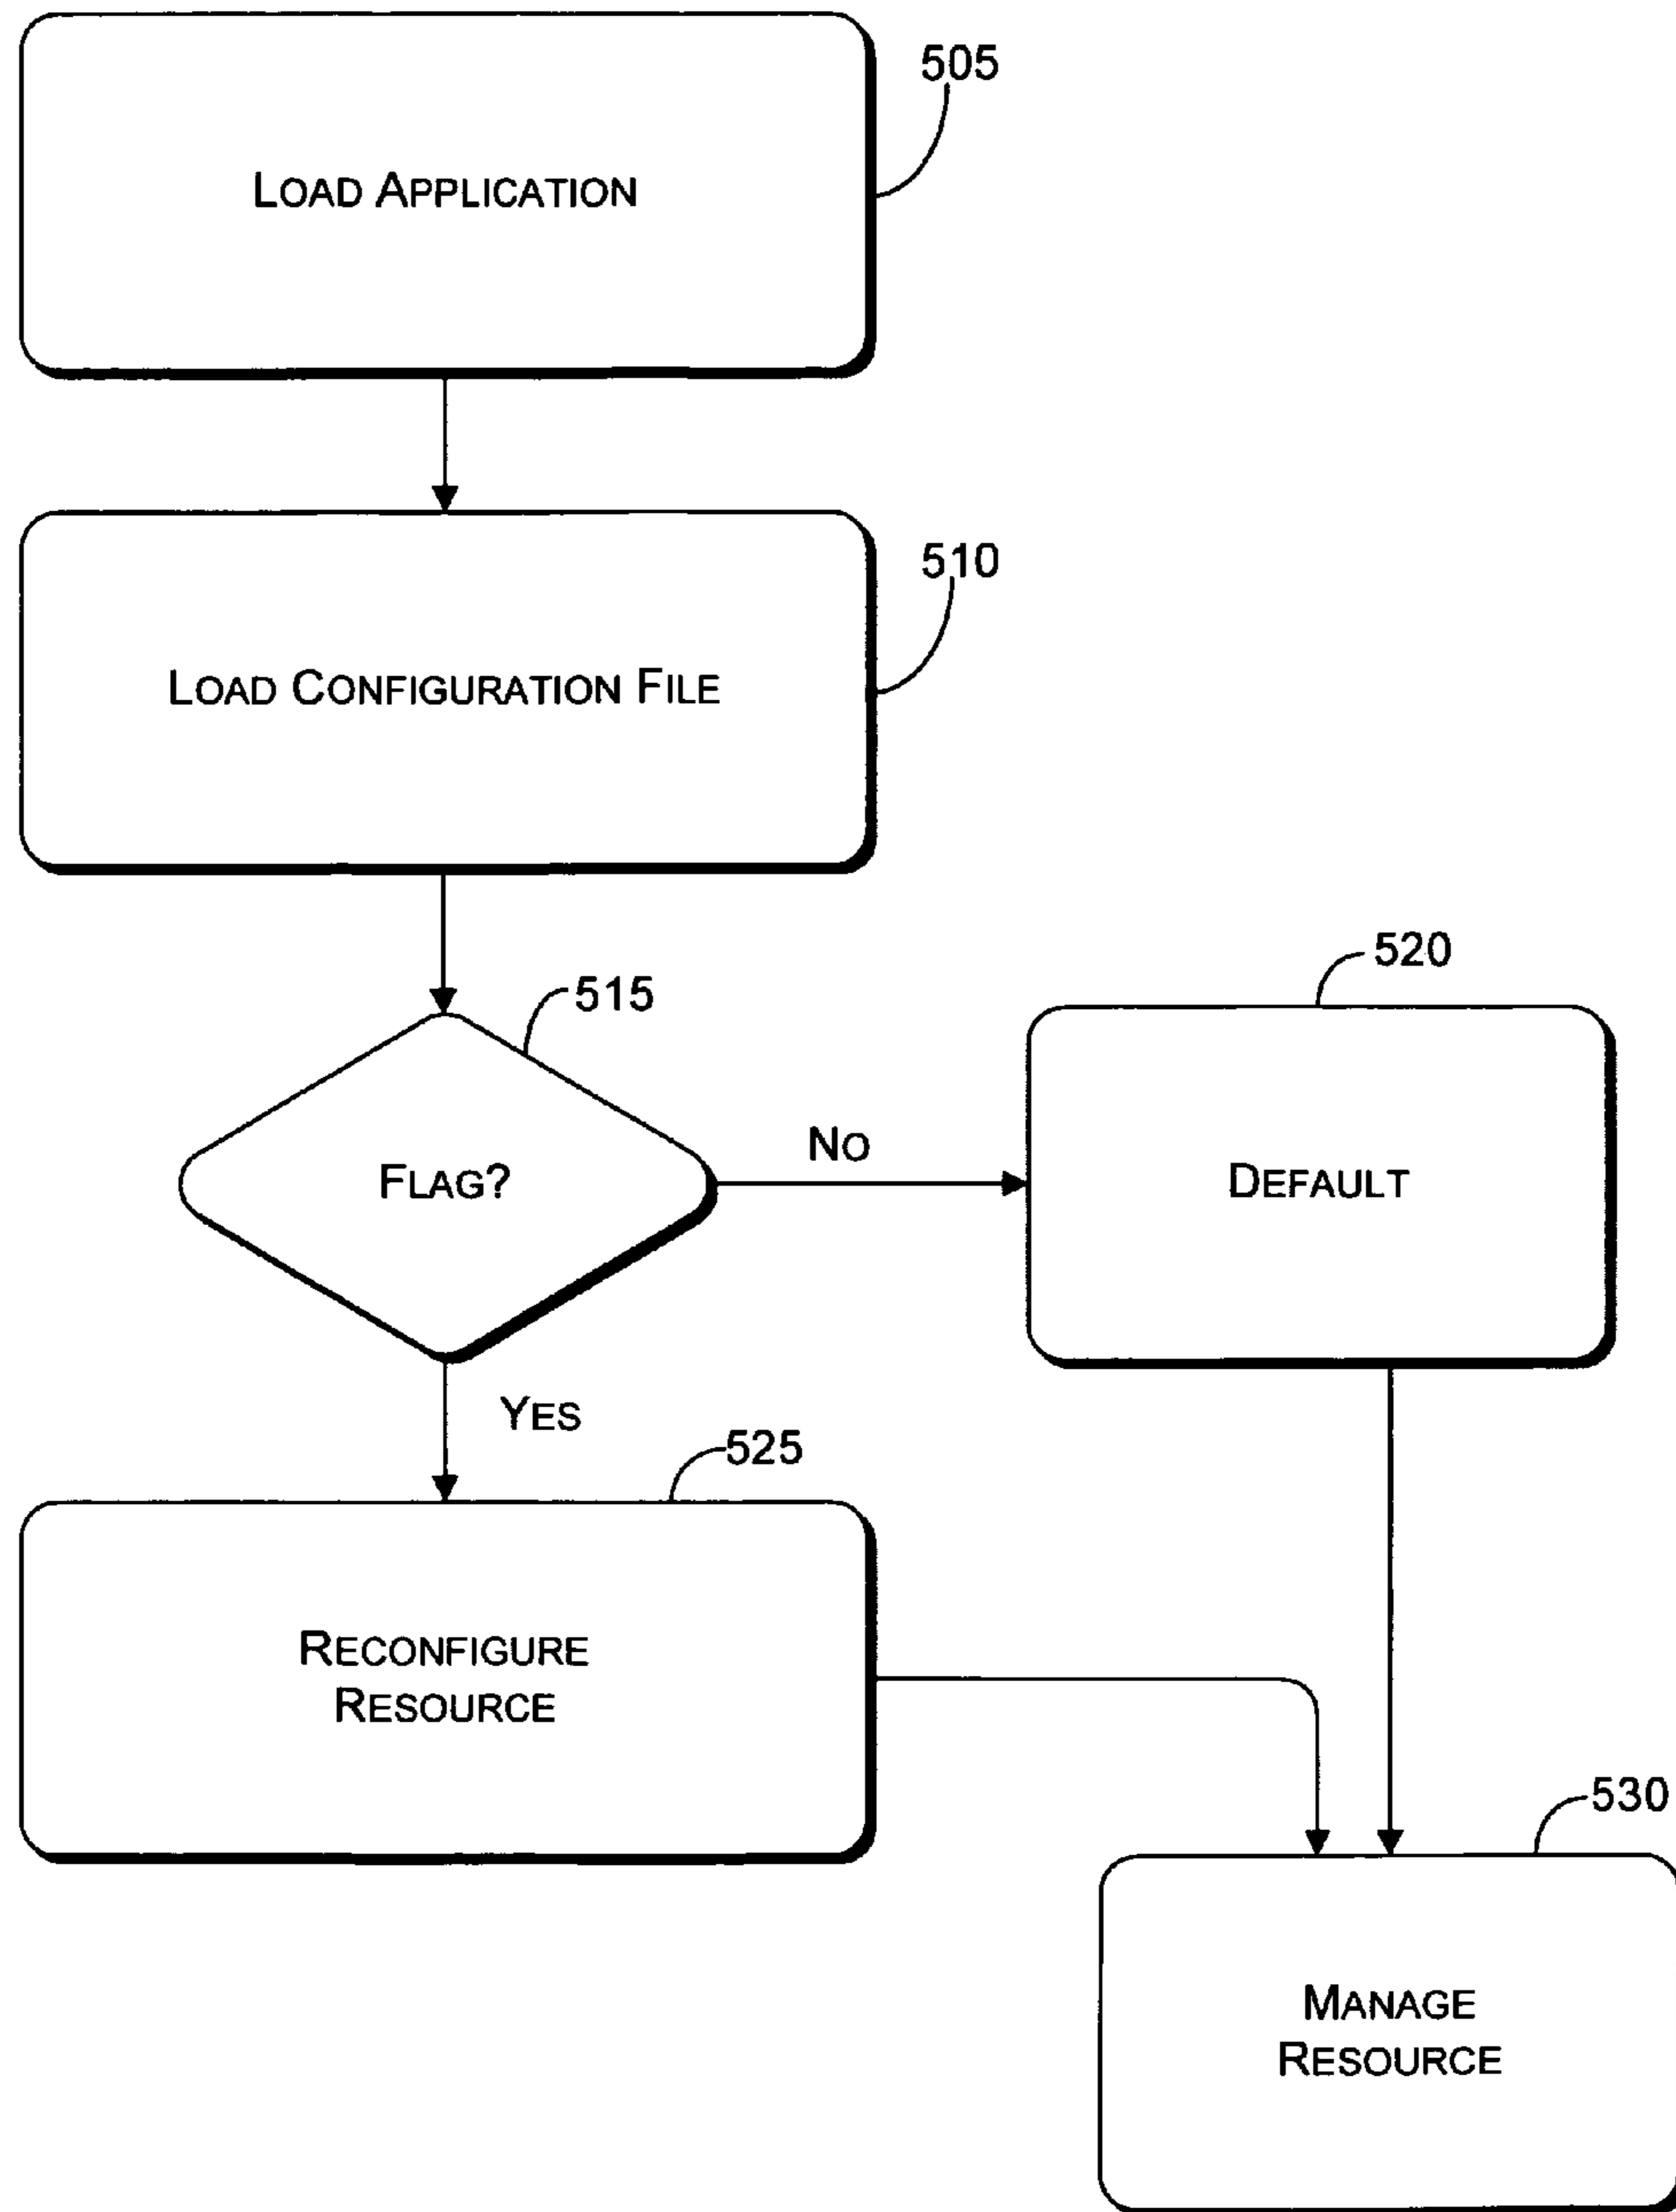 505
LOAD APPLICATION
510
LOAD CONFIGURATION FILE
520
515
NO
FLAG?
DEFAULT
YES
525
RECONFIGURE
RESOURCE
530
MANAGE
RESOURCE